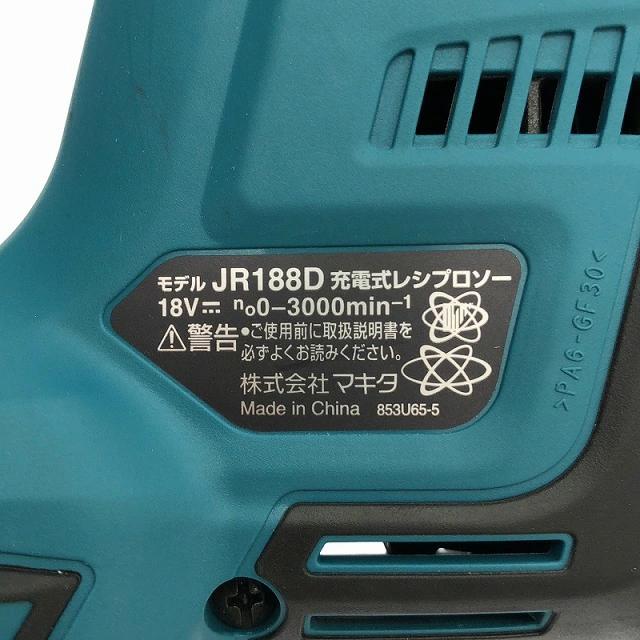 モデル JR188D 充電式レシプロソー
18V⎓ n₀0-3000min⁻¹
⚠警告 •ご使用前に取扱説明書を
必ずよくお読みください。
株式会社 マキタ
Made in China 853U65-5
>PA6-GF30<